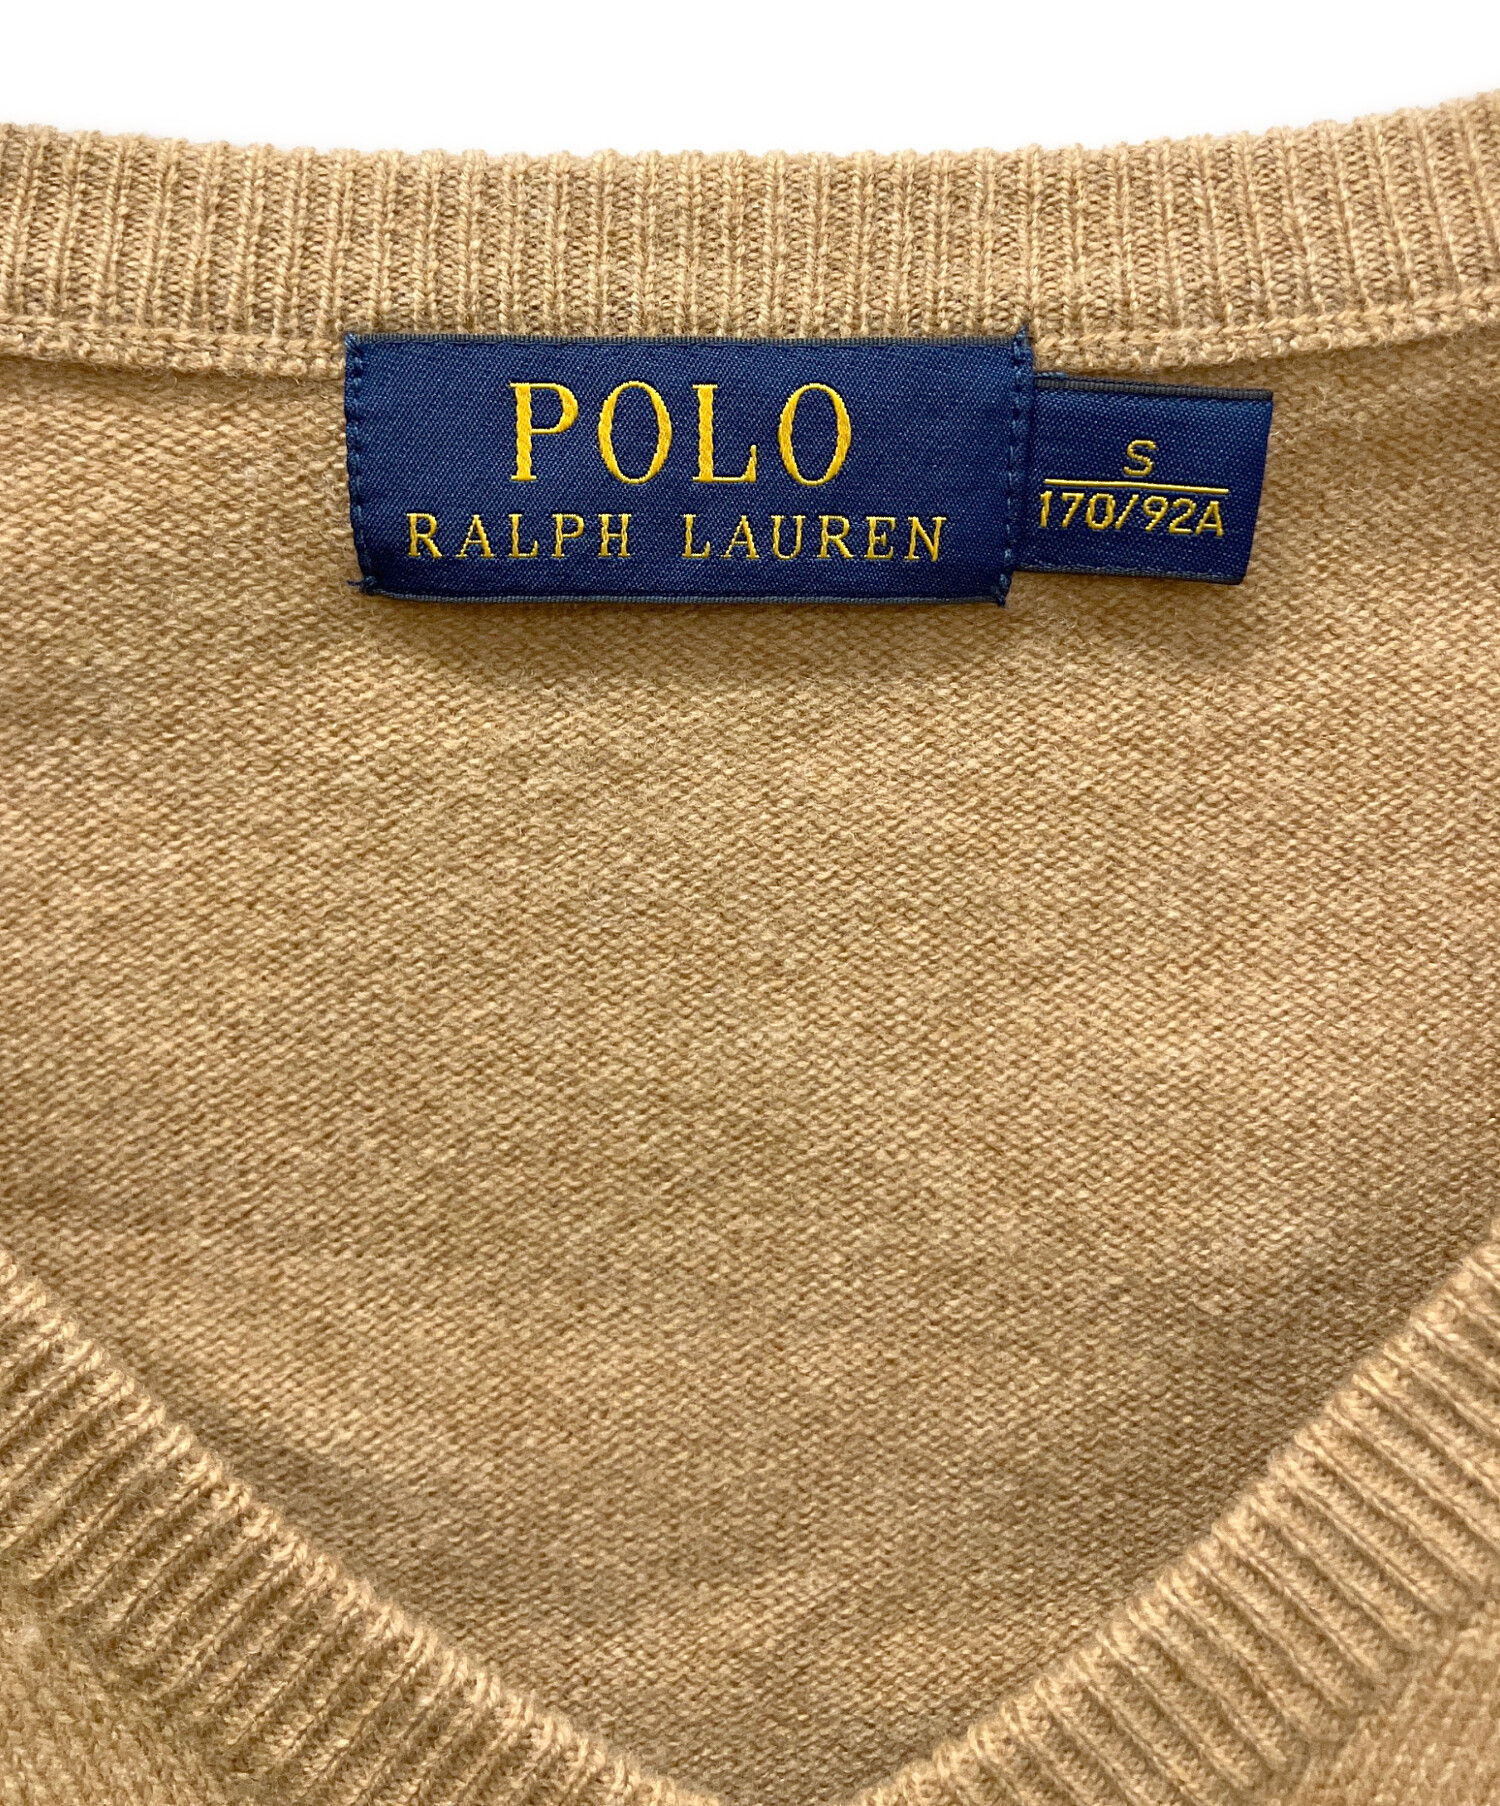 POLO
RALPH LAUREN
S
170/92A